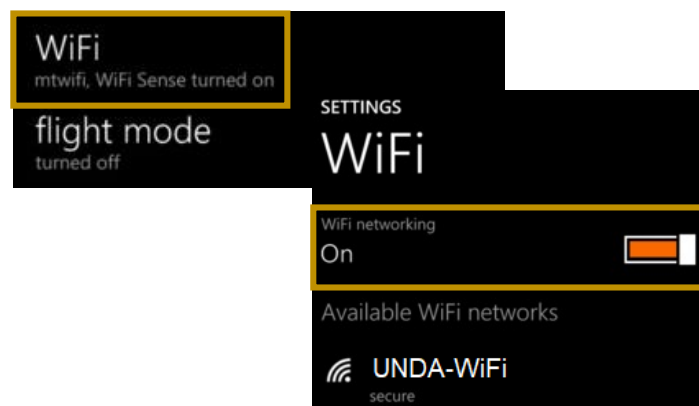 WiFi
mtwifi, WiFi Sense turned on
flight mode
turned off
SETTINGS
WiFi
WiFi networking
On
Available WiFi networks
UNDA-WiFi
secure